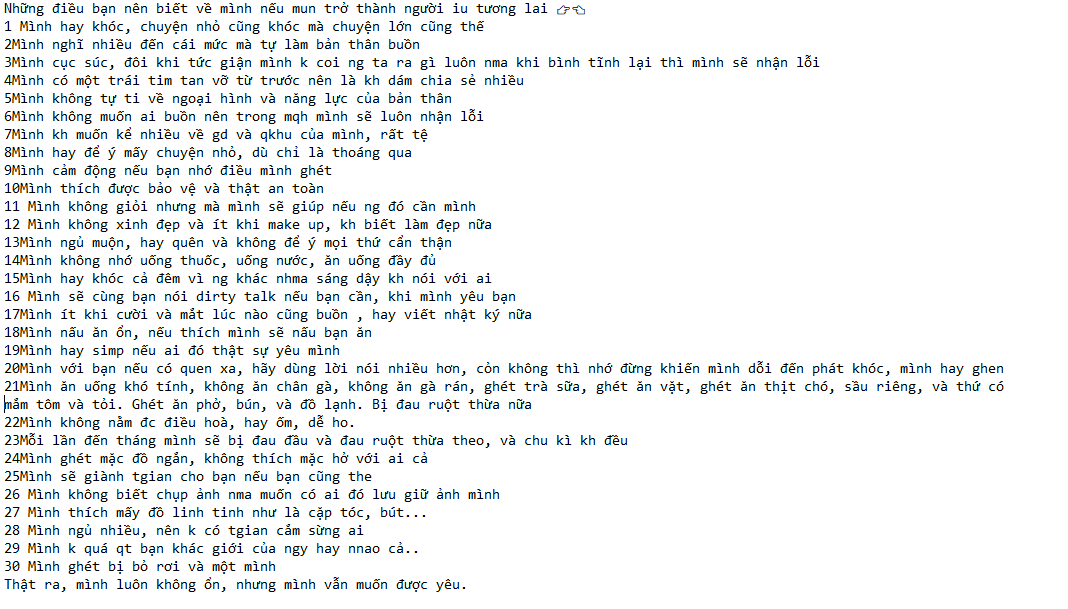 Những điều bạn nên biết về mình nếu mun trở thành người iu tương lai 👉👈
1 Mình hay khóc, chuyện nhỏ cũng khóc mà chuyện lớn cũng thế
2Mình nghĩ nhiều đến cái mức mà tự làm bản thân buồn
3Mình cục súc, đôi khi tức giận mình k coi ng ta ra gì luôn nma khi bình tĩnh lại thì mình sẽ nhận lỗi
4Mình có một trái tim tan vỡ từ trước nên là kh dám chia sẻ nhiều
5Mình không tự ti về ngoại hình và năng lực của bản thân
6Mình không muốn ai buồn nên trong mqh mình sẽ luôn nhận lỗi
7Mình kh muốn kể nhiều về gd và qkhu của mình, rất tệ
8Mình hay để ý mấy chuyện nhỏ, dù chỉ là thoáng qua
9Mình cảm động nếu bạn nhớ điều mình ghét
10Mình thích được bảo vệ và thật an toàn
11 Mình không giỏi nhưng mà mình sẽ giúp nếu ng đó cần mình
12 Mình không xinh đẹp và ít khi make up, kh biết làm đẹp nữa
13Mình ngủ muộn, hay quên và không để ý mọi thứ cẩn thận
14Mình không nhớ uống thuốc, uống nước, ăn uống đầy đủ
15Mình hay khóc cả đêm vì ng khác nhma sáng dậy kh nói với ai
16 Mình sẽ cùng bạn nói dirty talk nếu bạn cần, khi mình yêu bạn
17Mình ít khi cười và mắt lúc nào cũng buồn , hay viết nhật ký nữa
18Mình nấu ăn ổn, nếu thích mình sẽ nấu bạn ăn
19Mình hay simp nếu ai đó thật sự yêu mình
20Mình với bạn nếu có quen xa, hãy dùng lời nói nhiều hơn, còn không thì nhớ đừng khiến mình dỗi đến phát khóc, mình hay ghen
21Mình ăn uống khó tính, không ăn chân gà, không ăn gà rán, ghét trà sữa, ghét ăn vặt, ghét ăn thịt chó, sầu riêng, và thứ có
mắm tôm và tỏi. Ghét ăn phở, bún, và đồ lạnh. Bị đau ruột thừa nữa
22Mình không nằm đc điều hoà, hay ốm, dễ ho.
23Mỗi lần đến tháng mình sẽ bị đau đầu và đau ruột thừa theo, và chu kì kh đều
24Mình ghét mặc đồ ngắn, không thích mặc hở với ai cả
25Mình sẽ giành tgian cho bạn nếu bạn cũng the
26 Mình không biết chụp ảnh nma muốn có ai đó lưu giữ ảnh mình
27 Mình thích mấy đồ linh tinh như là cặp tóc, bút...
28 Mình ngủ nhiều, nên k có tgian cắm sừng ai
29 Mình k quá qt bạn khác giới của ngy hay nnao cả..
30 Mình ghét bị bỏ rơi và một mình
Thật ra, mình luôn không ổn, nhưng mình vẫn muốn được yêu.